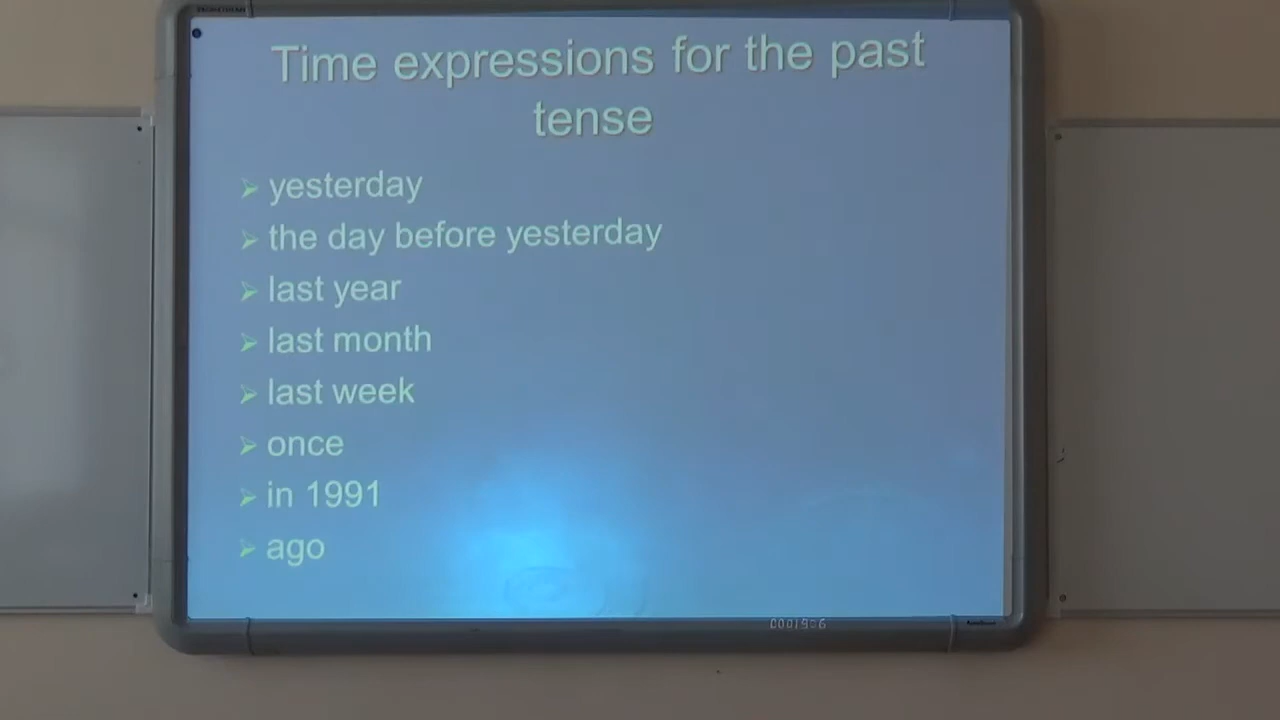 Time expressions for the past
tense
yesterday
the day before yesterday
last year
last month
last week
once
in 1991
ago